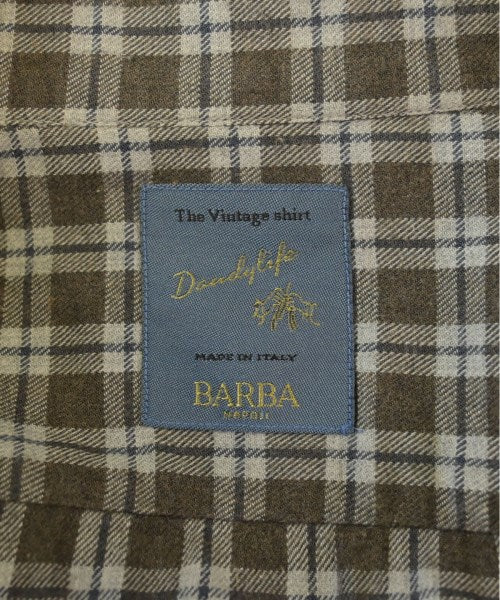 The Vintage shirt
Dandylife
MADE IN ITALY
BARBA
NAPOLI